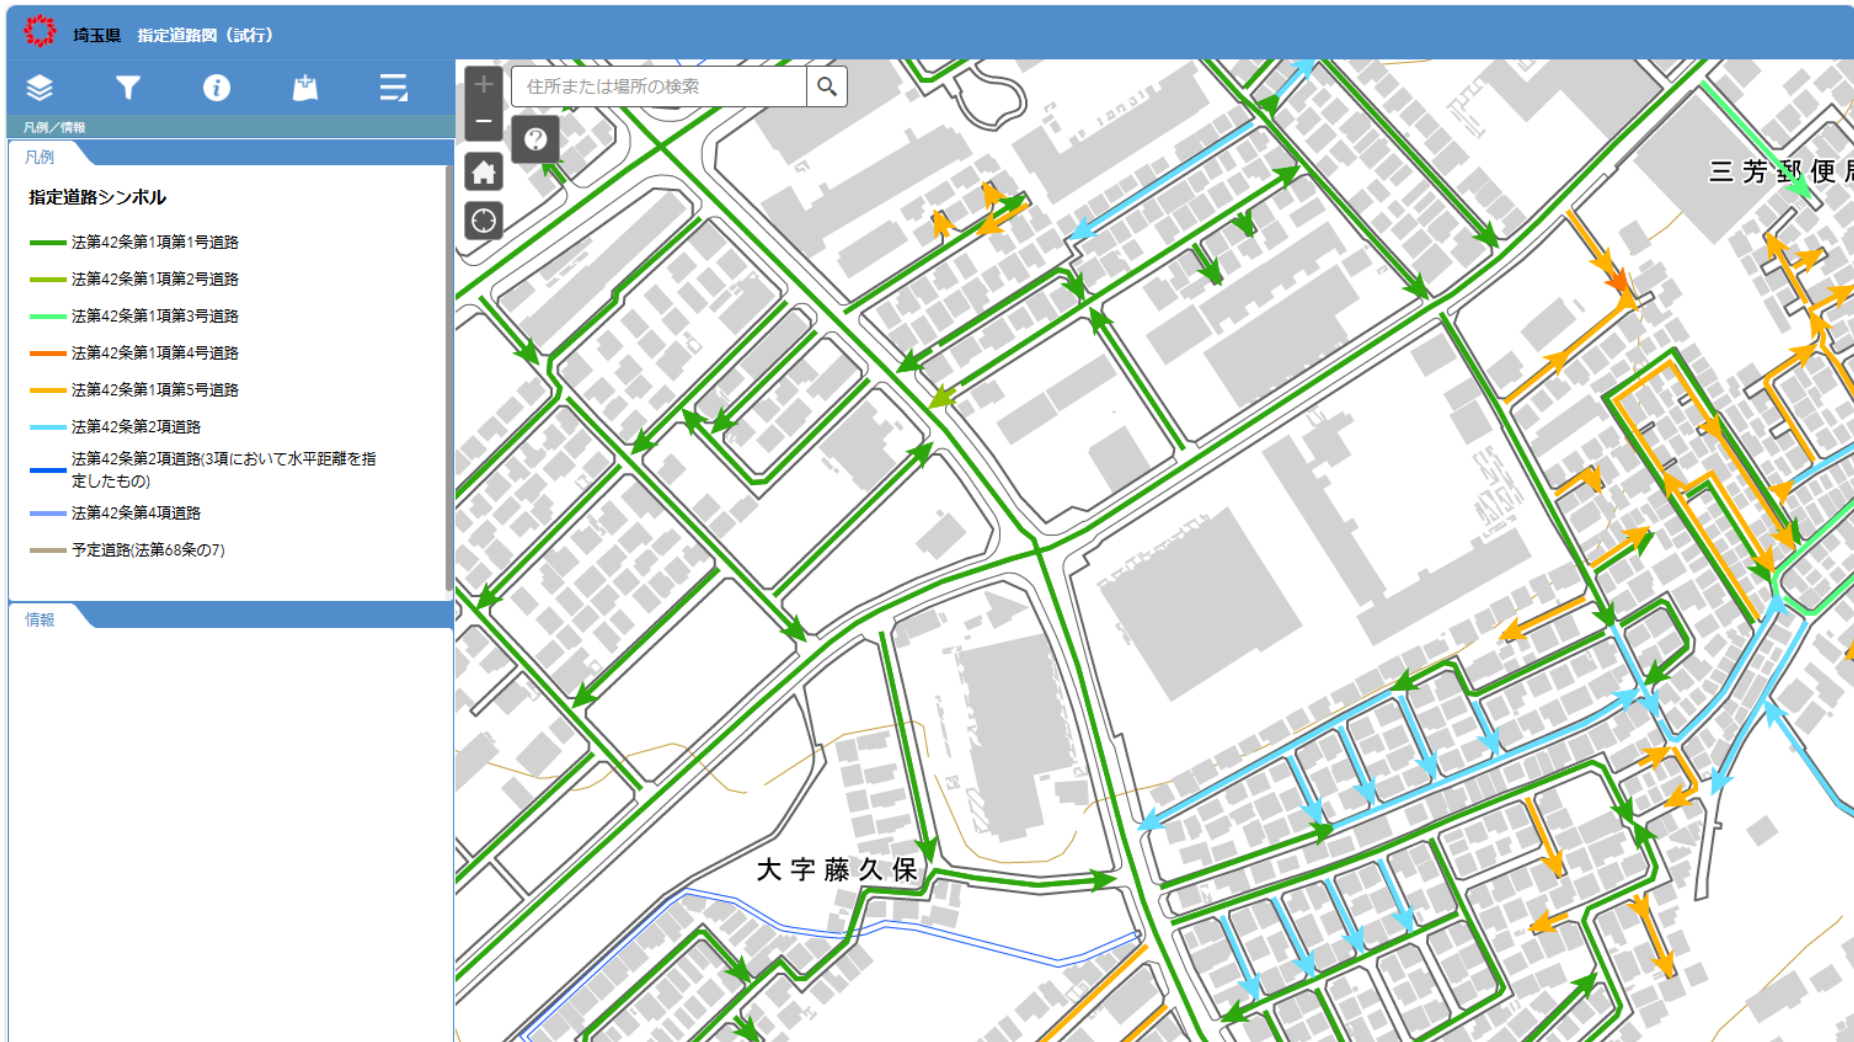 埼玉県 指定道路図（試行）
住所または場所の検索
凡例／情報
凡例
指定道路シンボル
法第42条第1項第1号道路
法第42条第1項第2号道路
法第42条第1項第3号道路
法第42条第1項第4号道路
法第42条第1項第5号道路
法第42条第2項道路
法第42条第2項道路(3項において水平距離を指
定したもの)
法第42条第4項道路
予定道路(法第68条の7)
情報
三芳郵便局
大字藤久保